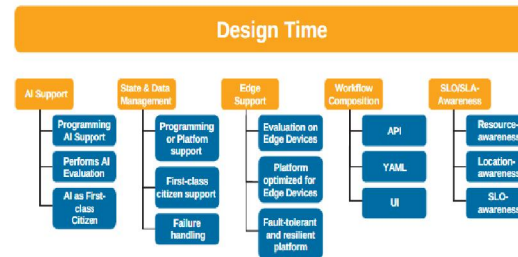 Design Time
AI Support
Programming
AI Support
Performs AI
Evaluation
AI as First-
class
Citizen
State & Data
Management
Programming
or Platfom
support
First-class
citizen support
Failure
handling
Edge
Support
Evaluation on
Edge Devices
Platform
optimized for
Edge Devices
Fault-tolerant
and resilient
platform
Workflow
Composition
API
YAML
UI
SLO/SLA-
Awareness
Resource-
awareness
Location-
awareness
SLO-
awareness